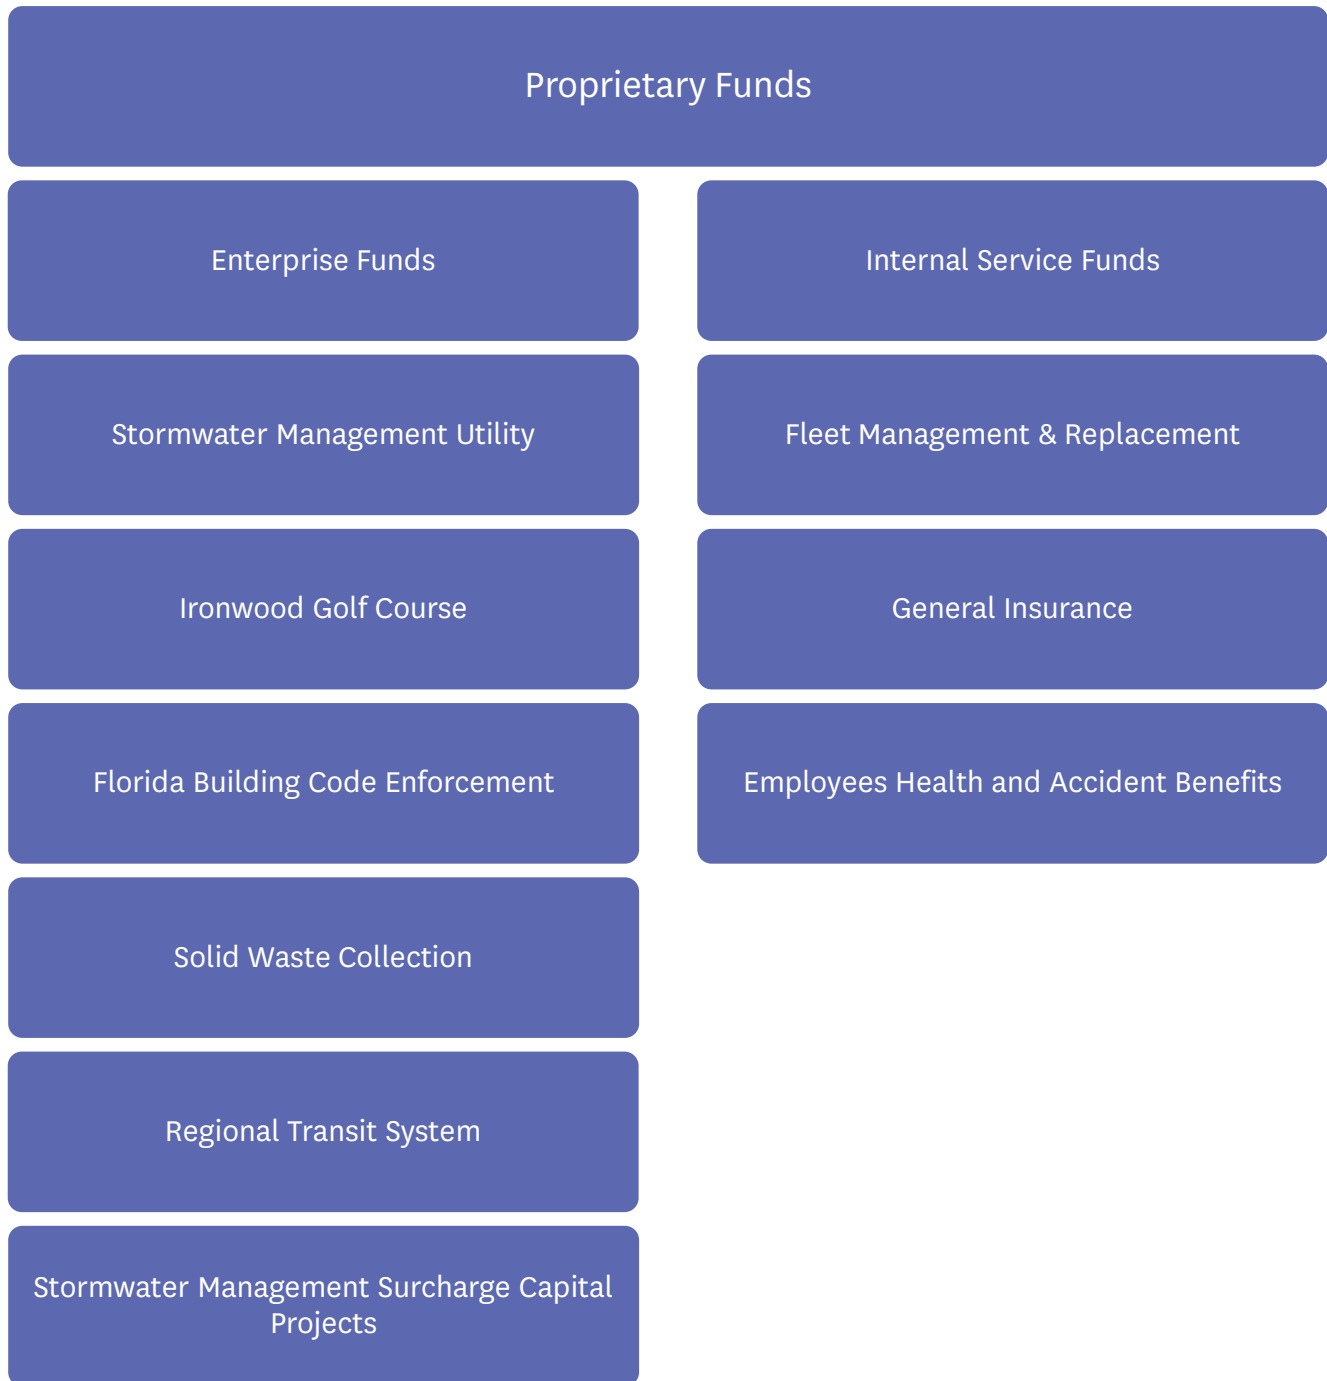 Proprietary Funds
Enterprise Funds
Internal Service Funds
Stormwater Management Utility
Fleet Management & Replacement
Ironwood Golf Course
General Insurance
Florida Building Code Enforcement
Employees Health and Accident Benefits
Solid Waste Collection
Regional Transit System
Stormwater Management Surcharge Capital
Projects